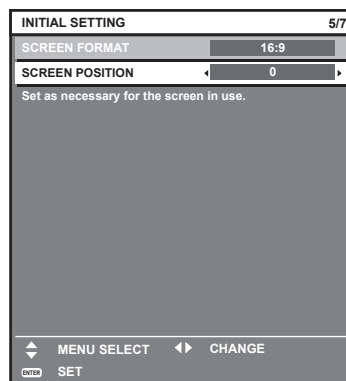 INITIAL SETTING 5/7
SCREEN FORMAT 16:9
SCREEN POSITION 0
Set as necessary for the screen in use.
MENU SELECT CHANGE
ENTER SET